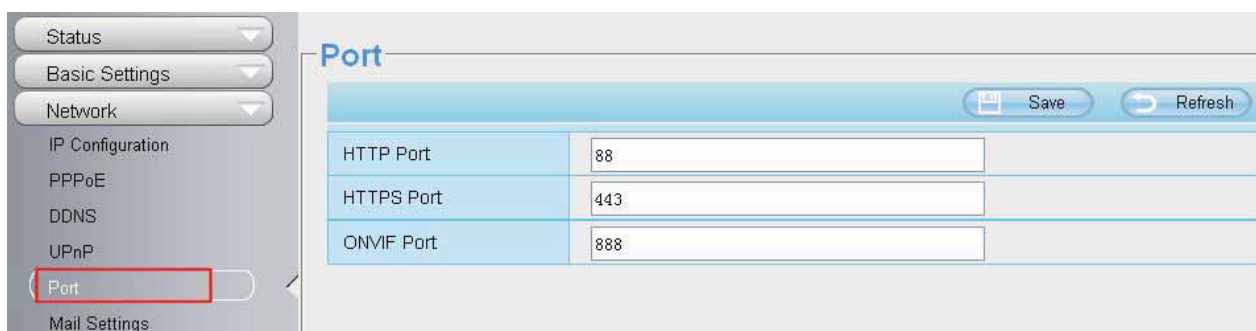 Status
Basic Settings
Network
IP Configuration
PPPoE
DDNS
UPnP
Port
Mail Settings
Port
Save Refresh
HTTP Port 88
HTTPS Port 443
ONVIF Port 888